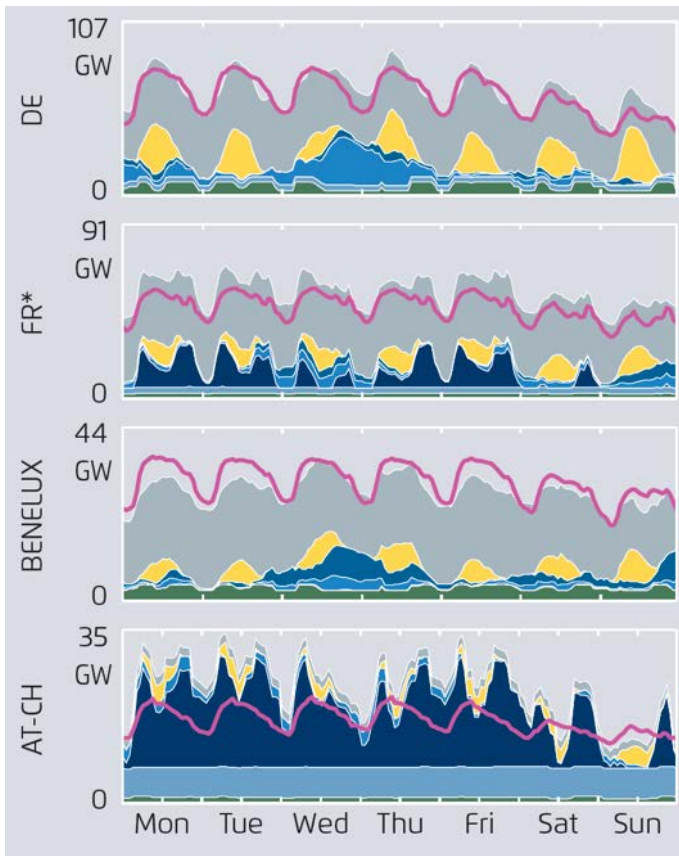 107
GW
DE
0
91
GW
FR*
0
44
GW
BENELUX
0
35
GW
AT-CH
0
Mon Tue Wed Thu Fri Sat Sun